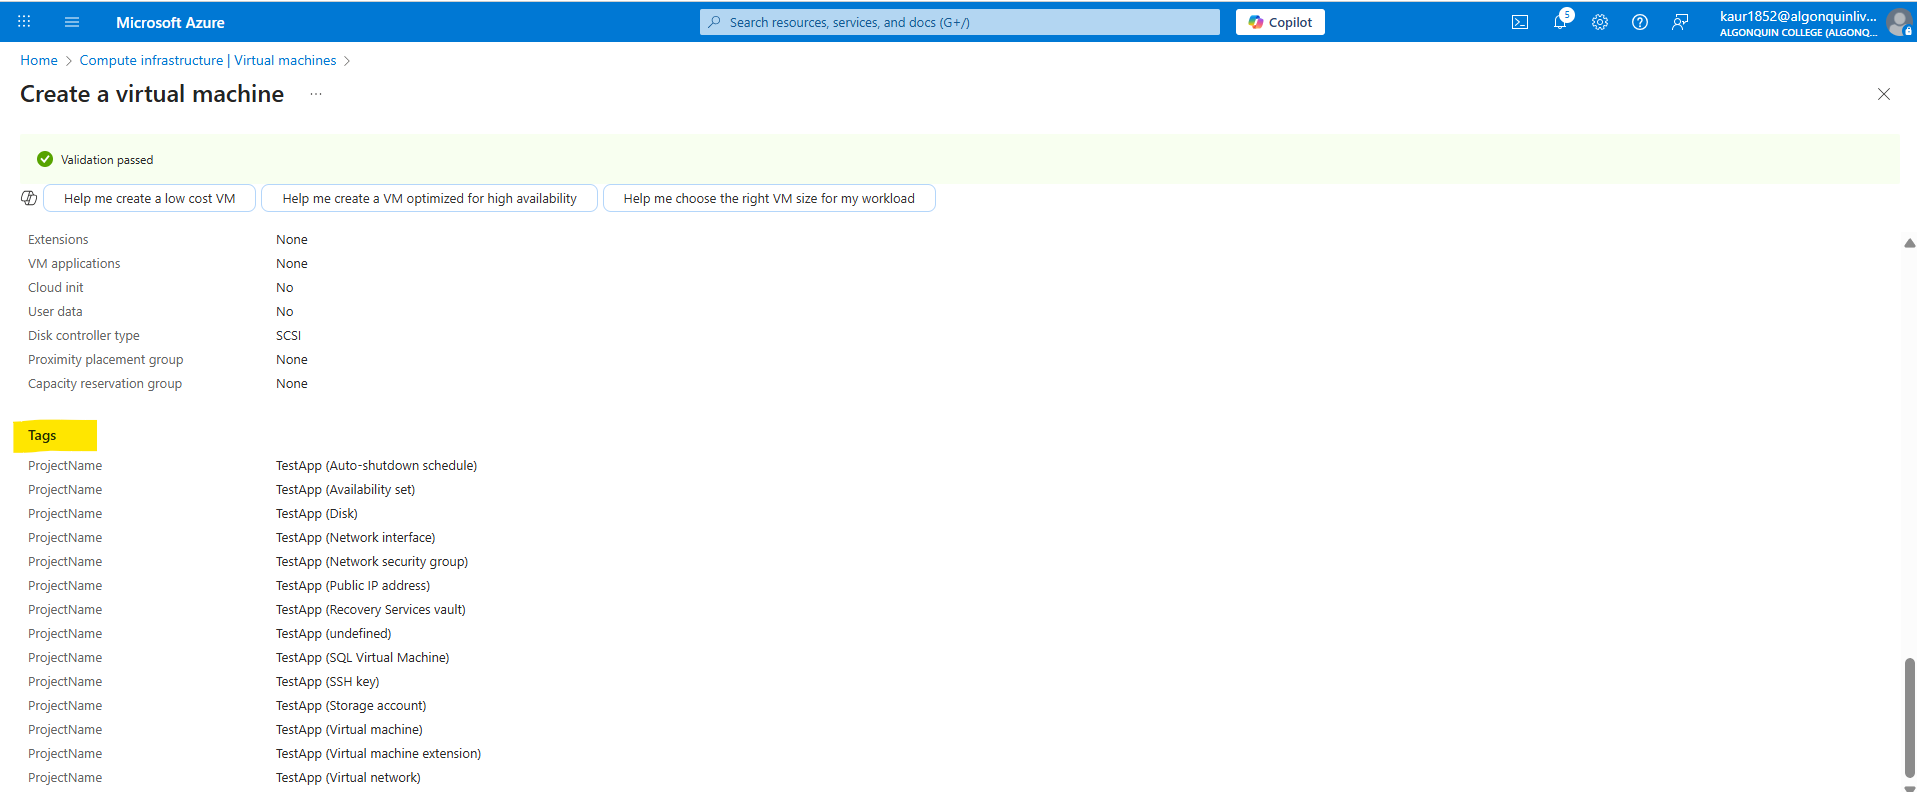 Microsoft Azure
Search resources, services, and docs (G+/)
Copilot
5
kaur1852@algonquinliv...
ALGONQUIN COLLEGE (ALGONQ...
Home > Compute infrastructure | Virtual machines >
Create a virtual machine ...
Validation passed
Help me create a low cost VM Help me create a VM optimized for high availability Help me choose the right VM size for my workload
Extensions None
VM applications None
Cloud init No
User data No
Disk controller type SCSI
Proximity placement group None
Capacity reservation group None
Tags
ProjectName TestApp (Auto-shutdown schedule)
ProjectName TestApp (Availability set)
ProjectName TestApp (Disk)
ProjectName TestApp (Network interface)
ProjectName TestApp (Network security group)
ProjectName TestApp (Public IP address)
ProjectName TestApp (Recovery Services vault)
ProjectName TestApp (undefined)
ProjectName TestApp (SQL Virtual Machine)
ProjectName TestApp (SSH key)
ProjectName TestApp (Storage account)
ProjectName TestApp (Virtual machine)
ProjectName TestApp (Virtual machine extension)
ProjectName TestApp (Virtual network)